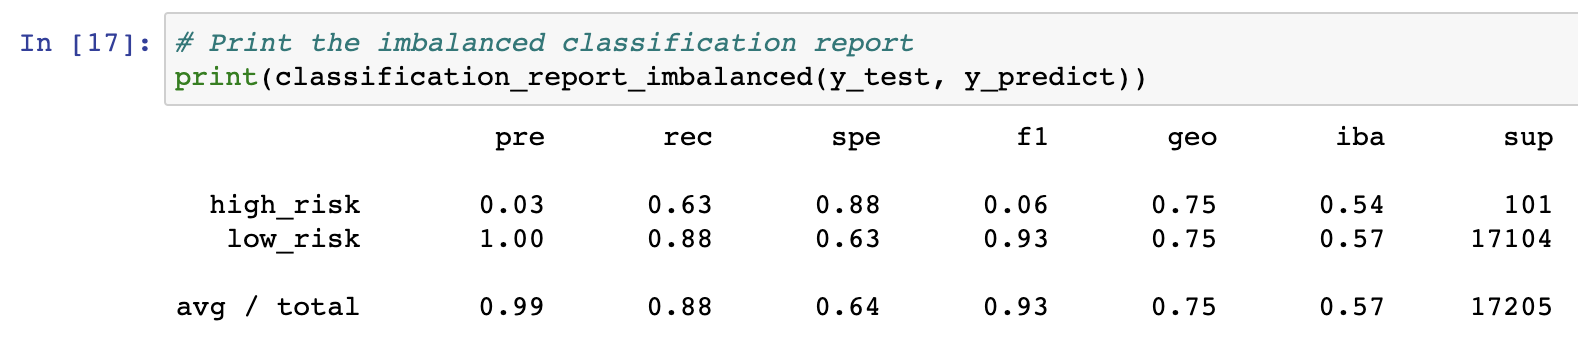 In [17]: # Print the imbalanced classification report
print(classification_report_imbalanced(y_test, y_predict))
pre rec spe f1 geo iba sup
high_risk 0.03 0.63 0.88 0.06 0.75 0.54 101
low_risk 1.00 0.88 0.63 0.93 0.75 0.57 17104
avg / total 0.99 0.88 0.64 0.93 0.75 0.57 17205